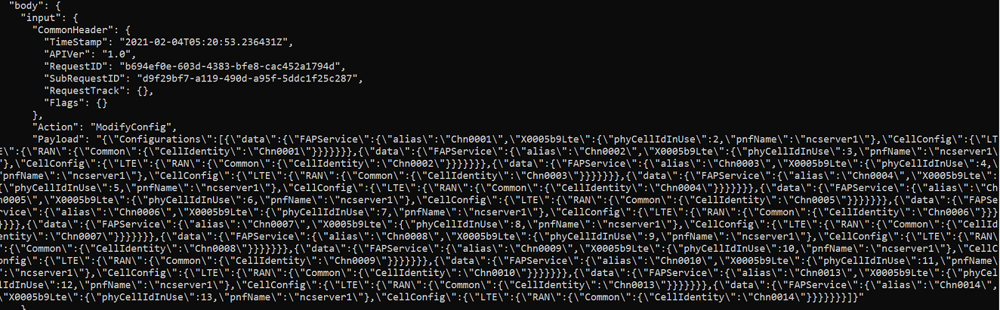 "body": {
"input": {
"CommonHeader": {
"TimeStamp": "2021-02-04T05:20:53.236431Z",
"APIVer": "1.0",
"RequestID": "b694ef0e-603d-4383-bfe8-cac452a1794d",
"SubRequestID": "d9f29bf7-a119-490d-a95f-5ddc1f25c287",
"RequestTrack": {},
"Flags": {}
},
"Action": "ModifyConfig",
"Payload": "{\"Configurations\":[{\"data\":{\"FAPService\":{\"alias\":\"Chn0001\",\"X0005b9Lte\":{\"phyCellIdInUse\":2,\"pnfName\":\"ncserver1\"},\"CellConfig\":{\"LT
E\":{\"RAN\":{\"Common\":{\"CellIdentity\":\"Chn0001\"}}}}}}},{\"data\":{\"FAPService\":{\"alias\":\"Chn0002\",\"X0005b9Lte\":{\"phyCellIdInUse\":3,\"pnfName\":\"ncserver1
\"},\"CellConfig\":{\"LTE\":{\"RAN\":{\"Common\":{\"CellIdentity\":\"Chn0002\"}}}}}}},{\"data\":{\"FAPService\":{\"alias\":\"Chn0003\",\"X0005b9Lte\":{\"phyCellIdInUse\":4,\
"pnfName\":\"ncserver1\"},\"CellConfig\":{\"LTE\":{\"RAN\":{\"Common\":{\"CellIdentity\":\"Chn0003\"}}}}}}},{\"data\":{\"FAPService\":{\"alias\":\"Chn0004\",\"X0005b9Lte\":
{\"phyCellIdInUse\":5,\"pnfName\":\"ncserver1\"},\"CellConfig\":{\"LTE\":{\"RAN\":{\"Common\":{\"CellIdentity\":\"Chn0004\"}}}}}}},{\"data\":{\"FAPService\":{\"alias\":\"Ch
n0005\",\"X0005b9Lte\":{\"phyCellIdInUse\":6,\"pnfName\":\"ncserver1\"},\"CellConfig\":{\"LTE\":{\"RAN\":{\"Common\":{\"CellIdentity\":\"Chn0005\"}}}}}}},{\"data\":{\"FAPSe
rvice\":{\"alias\":\"Chn0006\",\"X0005b9Lte\":{\"phyCellIdInUse\":7,\"pnfName\":\"ncserver1\"},\"CellConfig\":{\"LTE\":{\"RAN\":{\"Common\":{\"CellIdentity\":\"Chn0006\"}}}
}}}},{\"data\":{\"FAPService\":{\"alias\":\"Chn0007\",\"X0005b9Lte\":{\"phyCellIdInUse\":8,\"pnfName\":\"ncserver1\"},\"CellConfig\":{\"LTE\":{\"RAN\":{\"Common\":{\"CellId
entity\":\"Chn0007\"}}}}}}},{\"data\":{\"FAPService\":{\"alias\":\"Chn0008\",\"X0005b9Lte\":{\"phyCellIdInUse\":9,\"pnfName\":\"ncserver1\"},\"CellConfig\":{\"LTE\":{\"RAN
\":{\"Common\":{\"CellIdentity\":\"Chn0008\"}}}}}}},{\"data\":{\"FAPService\":{\"alias\":\"Chn0009\",\"X0005b9Lte\":{\"phyCellIdInUse\":10,\"pnfName\":\"ncserver1\"},\"CellC
onfig\":{\"LTE\":{\"RAN\":{\"Common\":{\"CellIdentity\":\"Chn0009\"}}}}}}},{\"data\":{\"FAPService\":{\"alias\":\"Chn0010\",\"X0005b9Lte\":{\"phyCellIdInUse\":11,\"pnfName\
":\"ncserver1\"},\"CellConfig\":{\"LTE\":{\"RAN\":{\"Common\":{\"CellIdentity\":\"Chn0010\"}}}}}}},{\"data\":{\"FAPService\":{\"alias\":\"Chn0013\",\"X0005b9Lte\":{\"phyCel
lIdInUse\":12,\"pnfName\":\"ncserver1\"},\"CellConfig\":{\"LTE\":{\"RAN\":{\"Common\":{\"CellIdentity\":\"Chn0013\"}}}}}}},{\"data\":{\"FAPService\":{\"alias\":\"Chn0014\",
\"X0005b9Lte\":{\"phyCellIdInUse\":13,\"pnfName\":\"ncserver1\"},\"CellConfig\":{\"LTE\":{\"RAN\":{\"Common\":{\"CellIdentity\":\"Chn0014\"}}}}}}}]}"
}